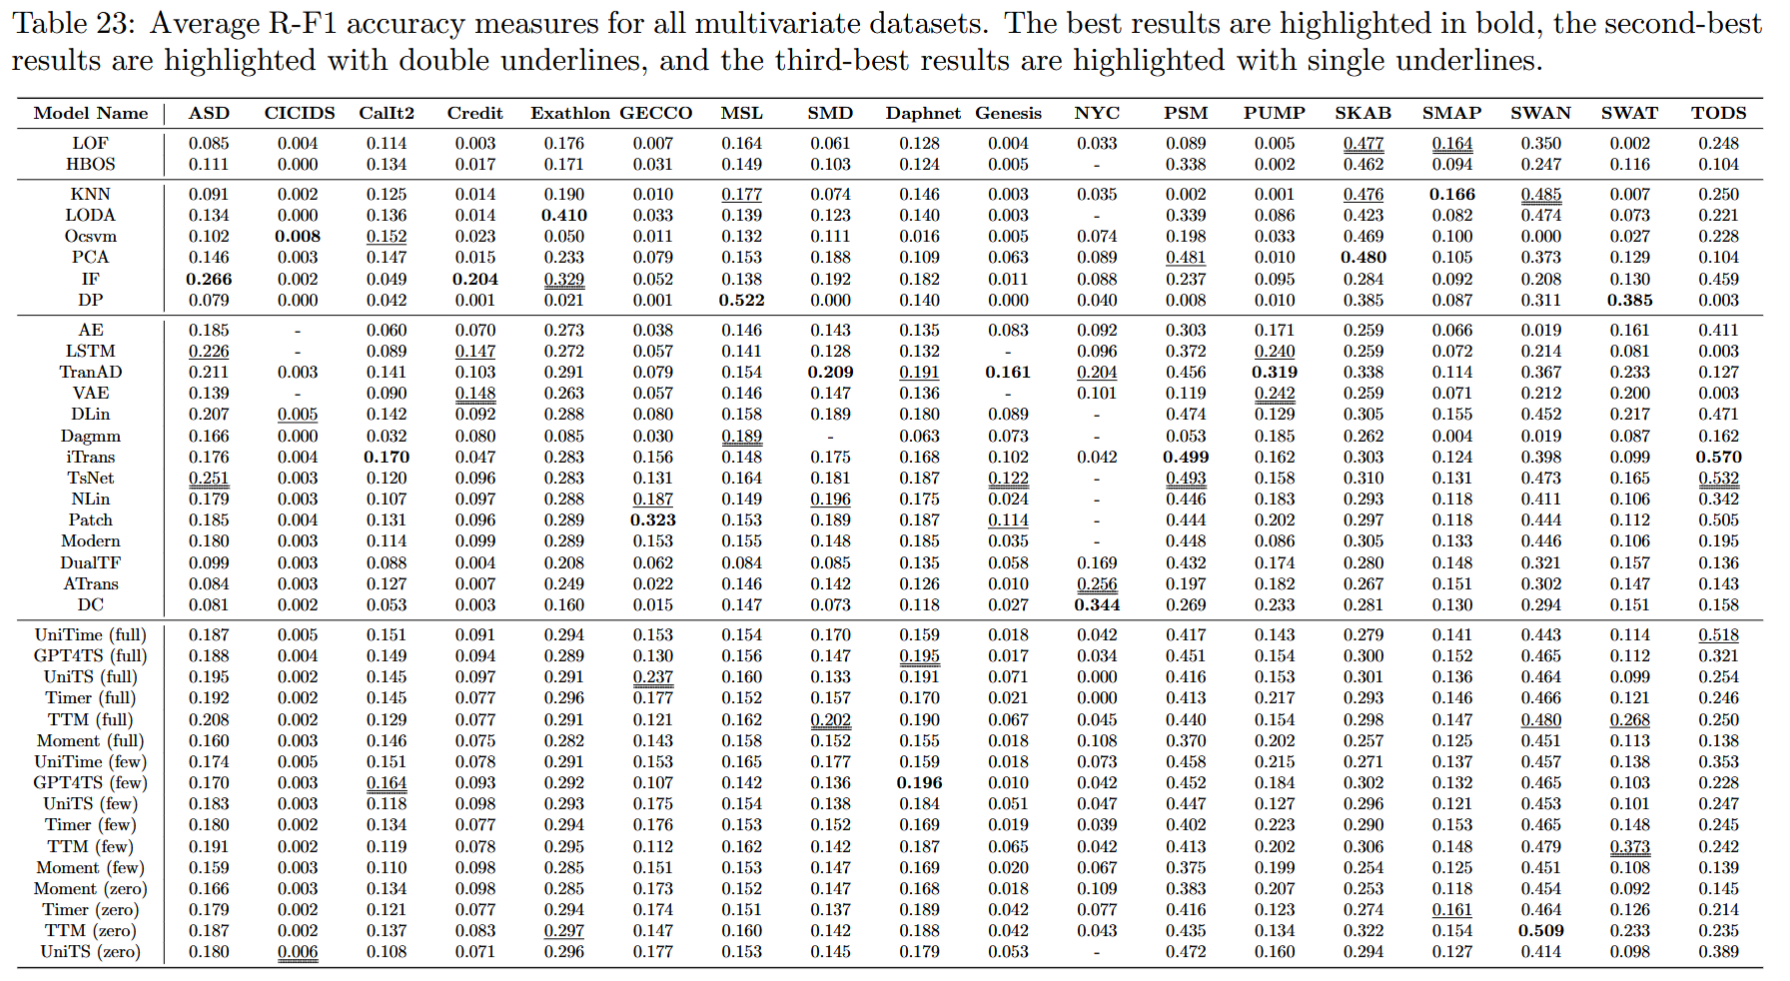 Table 23: Average R-F1 accuracy measures for all multivariate datasets. The best results are highlighted in bold, the second-best
results are highlighted with double underlines, and the third-best results are highlighted with single underlines.
Model Name ASD CICIDS CalIt2 Credit Exathlon GECCO MSL SMD Daphnet Genesis NYC PSM PUMP SKAB SMAP SWAN SWAT TODS
LOF 0.085 0.004 0.114 0.003 0.176 0.007 0.164 0.061 0.128 0.004 0.033 0.089 0.005 0.477 0.164 0.350 0.002 0.248
HBOS 0.111 0.000 0.134 0.017 0.171 0.031 0.149 0.103 0.124 0.005 - 0.338 0.002 0.462 0.094 0.247 0.116 0.104
KNN 0.091 0.002 0.125 0.014 0.190 0.010 0.177 0.074 0.146 0.003 0.035 0.002 0.001 0.476 0.166 0.485 0.007 0.250
LODA 0.134 0.000 0.136 0.014 0.410 0.033 0.139 0.123 0.140 0.003 - 0.339 0.086 0.423 0.082 0.474 0.073 0.221
Ocsvm 0.102 0.008 0.152 0.023 0.050 0.011 0.132 0.111 0.016 0.005 0.074 0.198 0.033 0.469 0.100 0.000 0.027 0.228
PCA 0.146 0.003 0.147 0.015 0.233 0.079 0.153 0.188 0.109 0.063 0.089 0.481 0.010 0.480 0.105 0.373 0.129 0.104
IF 0.266 0.002 0.049 0.204 0.329 0.052 0.138 0.192 0.182 0.011 0.088 0.237 0.095 0.284 0.092 0.208 0.130 0.459
DP 0.079 0.000 0.042 0.001 0.021 0.001 0.522 0.000 0.140 0.000 0.040 0.008 0.010 0.385 0.087 0.311 0.385 0.003
AE 0.185 - 0.060 0.070 0.273 0.038 0.146 0.143 0.135 0.083 0.092 0.303 0.171 0.259 0.066 0.019 0.161 0.411
LSTM 0.226 - 0.089 0.147 0.272 0.057 0.141 0.128 0.132 - 0.096 0.372 0.240 0.259 0.072 0.214 0.081 0.003
TranAD 0.211 0.003 0.141 0.103 0.291 0.079 0.154 0.209 0.191 0.161 0.204 0.456 0.319 0.338 0.114 0.367 0.233 0.127
VAE 0.139 - 0.090 0.148 0.263 0.057 0.146 0.147 0.136 - 0.101 0.119 0.242 0.259 0.071 0.212 0.200 0.003
DLin 0.207 0.005 0.142 0.092 0.288 0.080 0.158 0.189 0.180 0.089 - 0.474 0.129 0.305 0.155 0.452 0.217 0.471
Dagmm 0.166 0.000 0.032 0.080 0.085 0.030 0.189 - 0.063 0.073 - 0.053 0.185 0.262 0.004 0.019 0.087 0.162
iTrans 0.176 0.004 0.170 0.047 0.283 0.156 0.148 0.175 0.168 0.102 0.042 0.499 0.162 0.303 0.124 0.398 0.099 0.570
TsNet 0.251 0.003 0.120 0.096 0.283 0.131 0.164 0.181 0.187 0.122 - 0.493 0.158 0.310 0.131 0.473 0.165 0.532
NLin 0.179 0.003 0.107 0.097 0.288 0.187 0.149 0.196 0.175 0.024 - 0.446 0.183 0.293 0.118 0.411 0.106 0.342
Patch 0.185 0.004 0.131 0.096 0.289 0.323 0.153 0.189 0.187 0.114 - 0.444 0.202 0.297 0.118 0.444 0.112 0.505
Modern 0.180 0.003 0.114 0.099 0.289 0.153 0.155 0.148 0.185 0.035 - 0.448 0.086 0.305 0.133 0.446 0.106 0.195
DualTF 0.099 0.003 0.088 0.004 0.208 0.062 0.084 0.085 0.135 0.058 0.169 0.432 0.174 0.280 0.148 0.321 0.157 0.136
ATrans 0.084 0.003 0.127 0.007 0.249 0.022 0.146 0.142 0.126 0.010 0.256 0.197 0.182 0.267 0.151 0.302 0.147 0.143
DC 0.081 0.002 0.053 0.003 0.160 0.015 0.147 0.073 0.118 0.027 0.344 0.269 0.233 0.281 0.130 0.294 0.151 0.158
UniTime (full) 0.187 0.005 0.151 0.091 0.294 0.153 0.154 0.170 0.159 0.018 0.042 0.417 0.143 0.279 0.141 0.443 0.114 0.518
GPT4TS (full) 0.188 0.004 0.149 0.094 0.289 0.130 0.156 0.147 0.195 0.017 0.034 0.451 0.154 0.300 0.152 0.465 0.112 0.321
UniTS (full) 0.195 0.002 0.145 0.097 0.291 0.237 0.160 0.133 0.191 0.071 0.000 0.416 0.153 0.301 0.136 0.464 0.099 0.254
Timer (full) 0.192 0.002 0.145 0.077 0.296 0.177 0.152 0.157 0.170 0.021 0.000 0.413 0.217 0.293 0.146 0.466 0.121 0.246
TTM (full) 0.208 0.002 0.129 0.077 0.291 0.121 0.162 0.202 0.190 0.067 0.045 0.440 0.154 0.298 0.147 0.480 0.268 0.250
Moment (full) 0.160 0.003 0.146 0.075 0.282 0.143 0.158 0.152 0.155 0.018 0.108 0.370 0.202 0.257 0.125 0.451 0.113 0.138
UniTime (few) 0.174 0.005 0.151 0.078 0.291 0.153 0.165 0.177 0.159 0.018 0.073 0.458 0.215 0.271 0.137 0.457 0.138 0.353
GPT4TS (few) 0.170 0.003 0.164 0.093 0.292 0.107 0.142 0.136 0.196 0.010 0.042 0.452 0.184 0.302 0.132 0.465 0.103 0.228
UniTS (few) 0.183 0.003 0.118 0.098 0.293 0.175 0.154 0.138 0.184 0.051 0.047 0.447 0.127 0.296 0.121 0.453 0.101 0.247
Timer (few) 0.180 0.002 0.134 0.077 0.294 0.176 0.153 0.152 0.169 0.019 0.039 0.402 0.223 0.290 0.153 0.465 0.148 0.245
TTM (few) 0.191 0.002 0.119 0.078 0.295 0.112 0.162 0.142 0.187 0.065 0.042 0.413 0.202 0.306 0.148 0.479 0.373 0.242
Moment (few) 0.159 0.003 0.110 0.098 0.285 0.151 0.153 0.147 0.169 0.020 0.067 0.375 0.199 0.254 0.125 0.451 0.108 0.139
Moment (zero) 0.166 0.003 0.134 0.098 0.285 0.173 0.152 0.147 0.168 0.018 0.109 0.383 0.207 0.253 0.118 0.454 0.092 0.145
Timer (zero) 0.179 0.002 0.121 0.077 0.294 0.174 0.151 0.137 0.189 0.042 0.077 0.416 0.123 0.274 0.161 0.464 0.126 0.214
TTM (zero) 0.187 0.002 0.137 0.083 0.297 0.147 0.160 0.142 0.188 0.042 0.043 0.435 0.134 0.322 0.154 0.509 0.233 0.235
UniTS (zero) 0.180 0.006 0.108 0.071 0.296 0.177 0.153 0.145 0.179 0.053 - 0.472 0.160 0.294 0.127 0.414 0.098 0.389